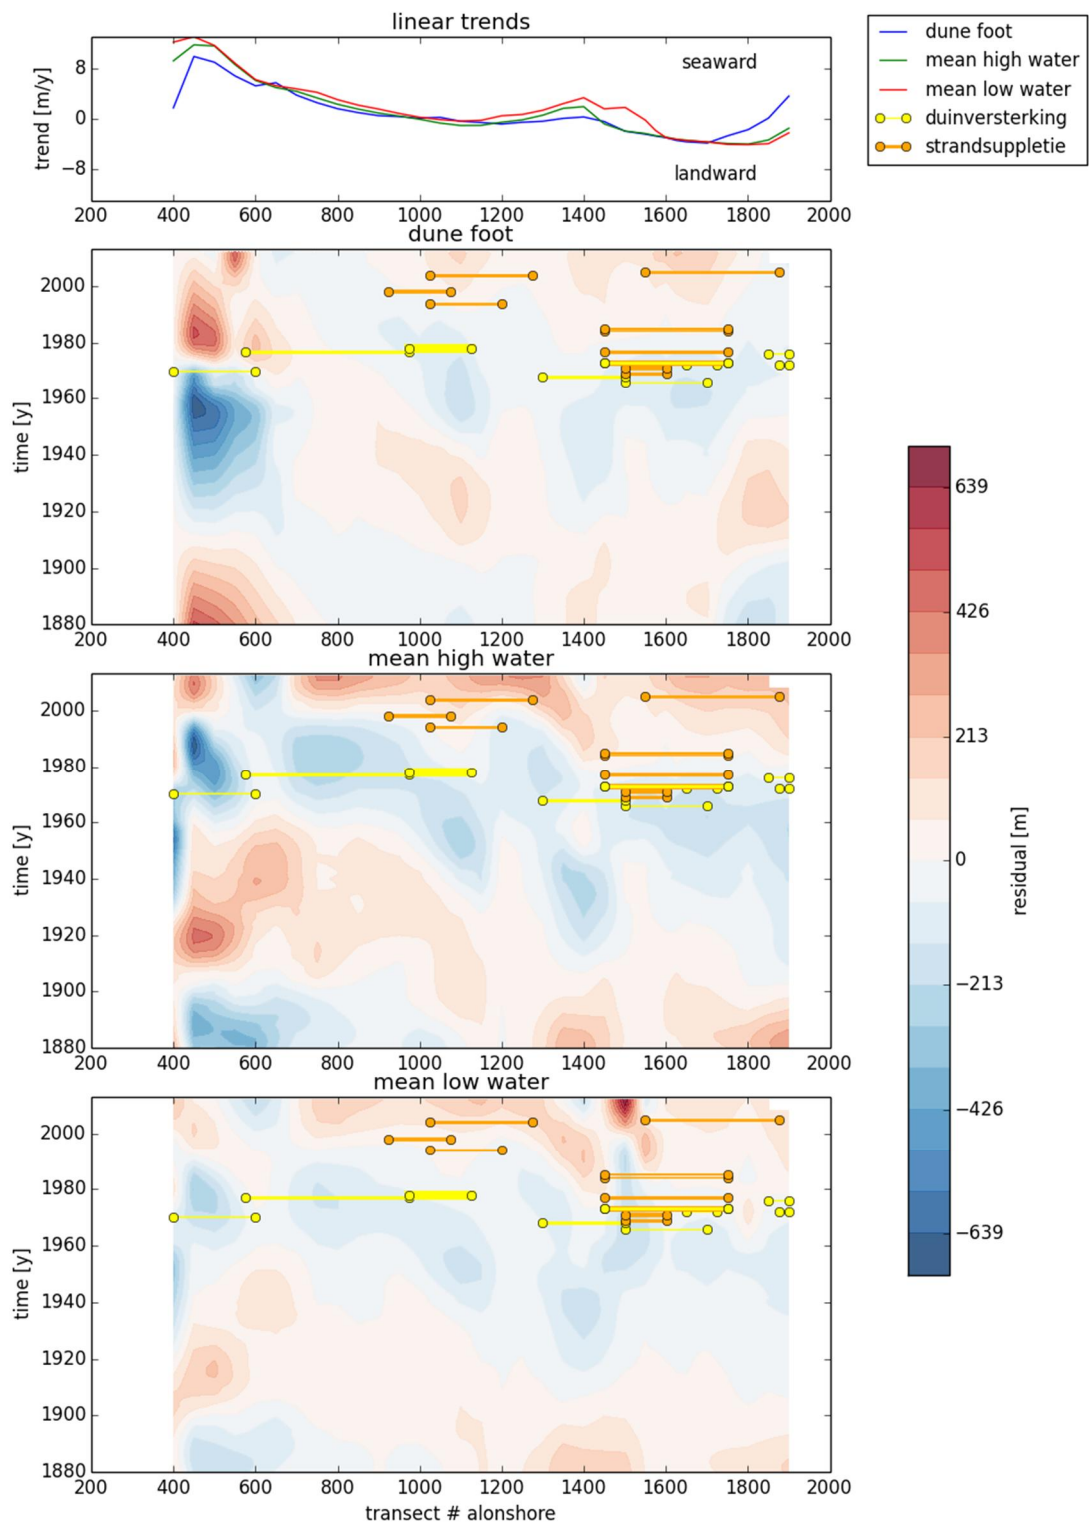 linear trends
trend [m/y]
8
0
−8
seaward
landward
200 400 600 800 1000 1200 1400 1600 1800 2000
dune foot
mean high water
mean low water
duinversterking
strandsuppletie
dune foot
time [y]
2000
1980
1960
1940
1920
1900
1880
200 400 600 800 1000 1200 1400 1600 1800 2000
mean high water
time [y]
2000
1980
1960
1940
1920
1900
1880
200 400 600 800 1000 1200 1400 1600 1800 2000
mean low water
time [y]
2000
1980
1960
1940
1920
1900
1880
200 400 600 800 1000 1200 1400 1600 1800 2000
transect # alonshore
639
426
213
0
−213
−426
−639
residual [m]